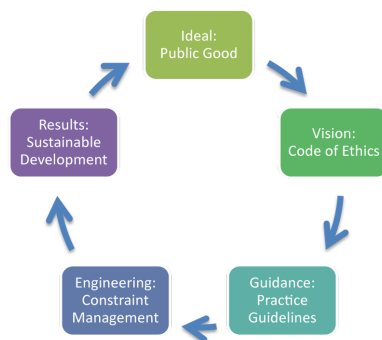 Ideal:
Public Good
Vision:
Code of Ethics
Guidance:
Practice
Guidelines
Engineering:
Constraint
Management
Results:
Sustainable
Development